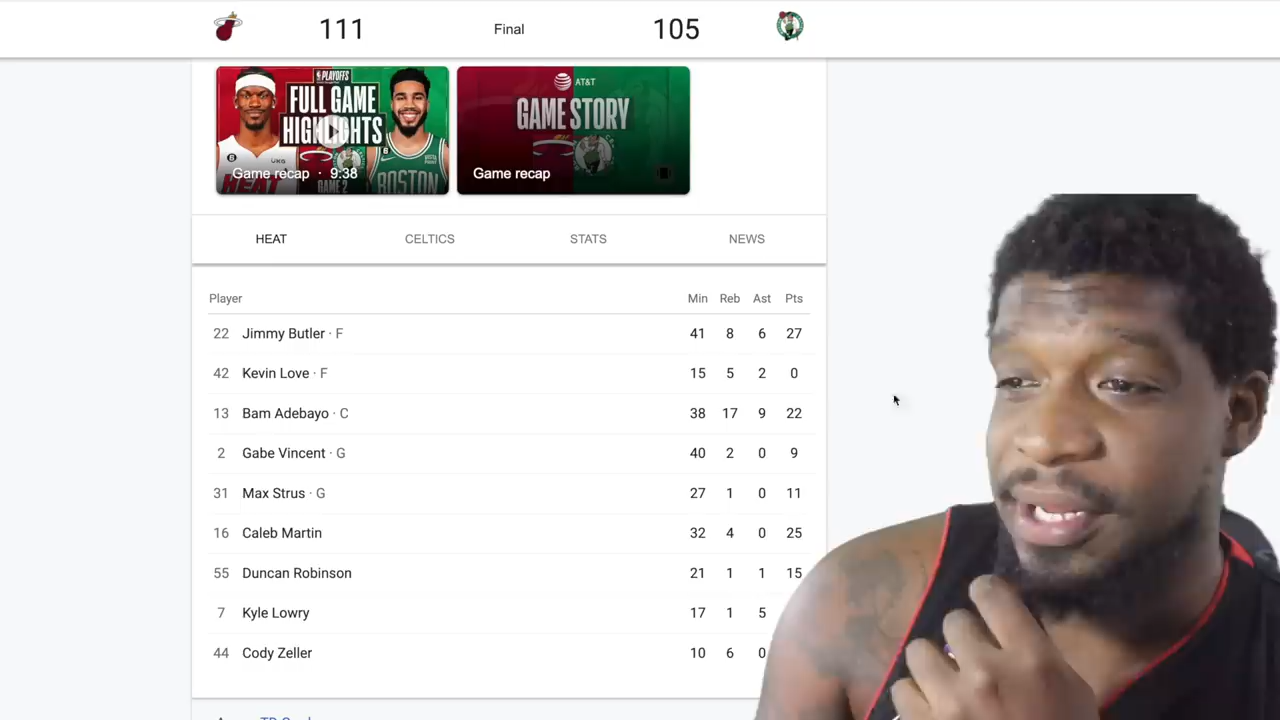 111 Final 105
PLAYOFFS
FULL GAME
HIGHLIGHTS
Game recap · 9:38
HEAT
GAME 2
BOSTON
AT&T
GAME STORY
Game recap
HEAT CELTICS STATS NEWS
Player Min Reb Ast Pts
22 Jimmy Butler · F 41 8 6 27
42 Kevin Love · F 15 5 2 0
13 Bam Adebayo · C 38 17 9 22
2 Gabe Vincent · G 40 2 0 9
31 Max Strus · G 27 1 0 11
16 Caleb Martin 32 4 0 25
55 Duncan Robinson 21 1 1 15
7 Kyle Lowry 17 1 5
44 Cody Zeller 10 6 0